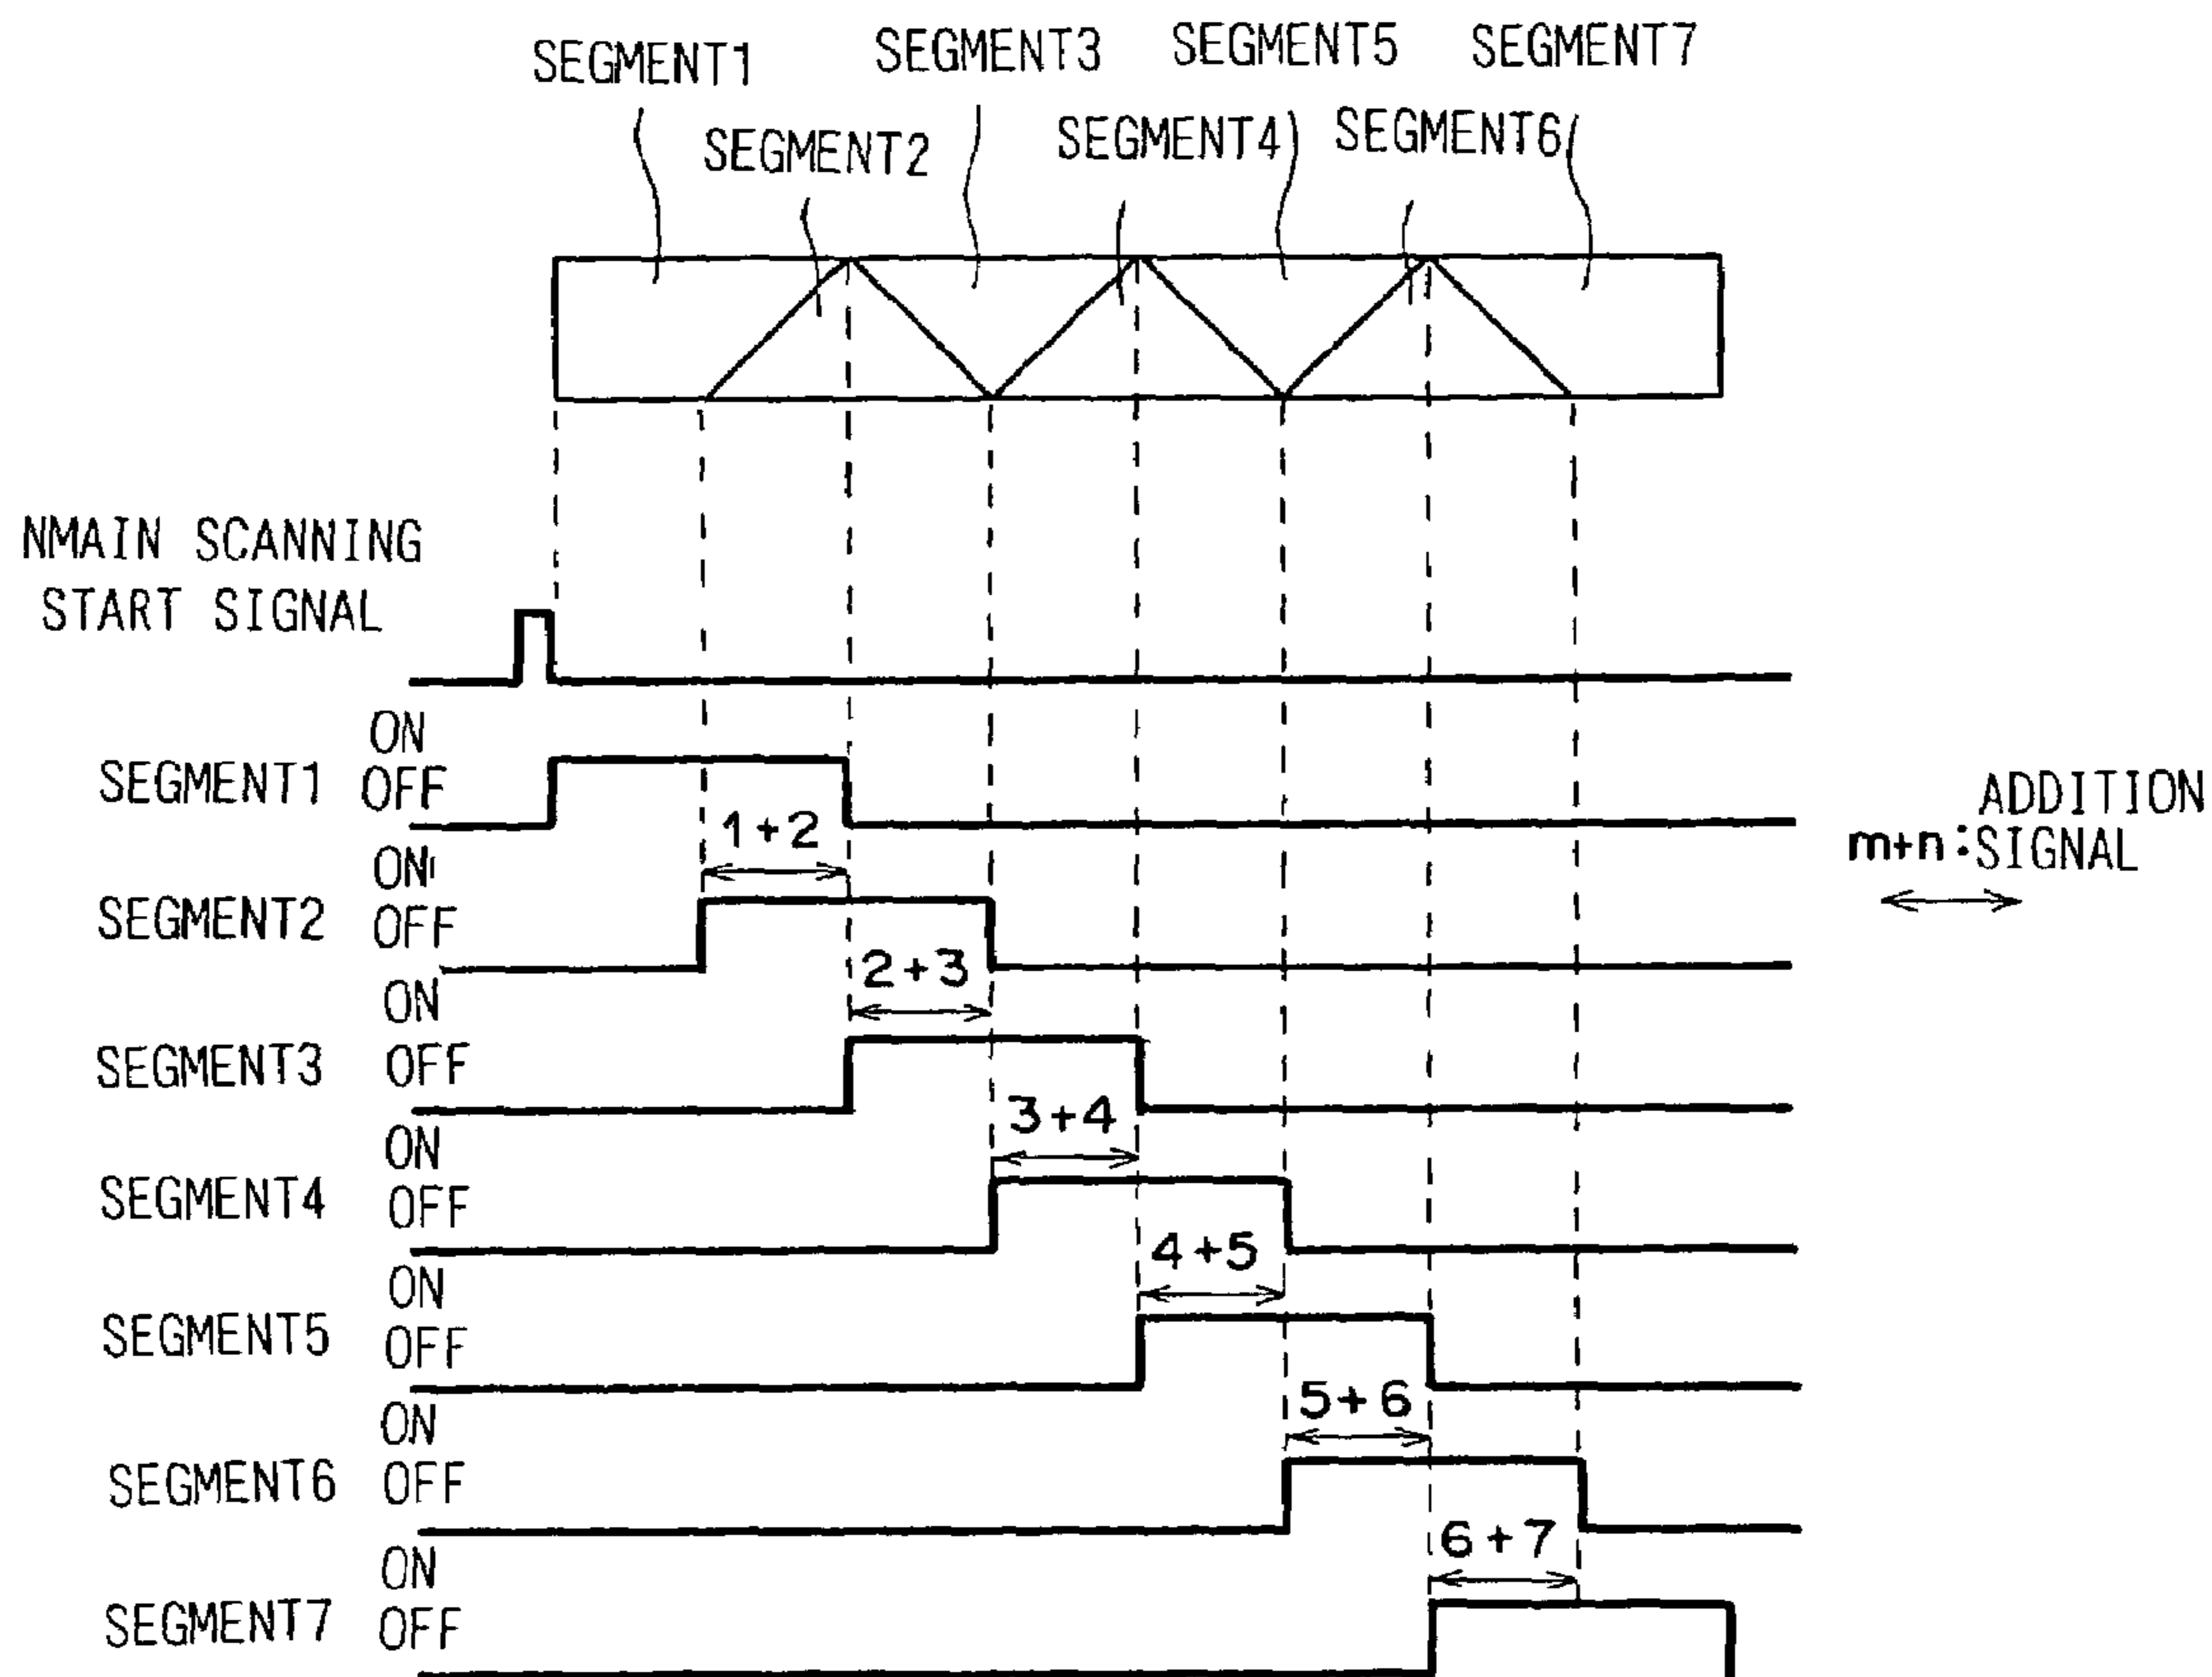 SEGMENT1
SEGMENT3
SEGMENT5
SEGMENT7
SEGMENT2
SEGMENT4
SEGMENT6
NMAIN SCANNING
START SIGNAL
ON
SEGMENT1 OFF
1+2
ADDITION
m+n:SIGNAL
ON
SEGMENT2 OFF
2+3
ON
SEGMENT3 OFF
3+4
ON
SEGMENT4 OFF
4+5
ON
SEGMENT5 OFF
5+6
ON
SEGMENT6 OFF
6+7
ON
SEGMENT7 OFF